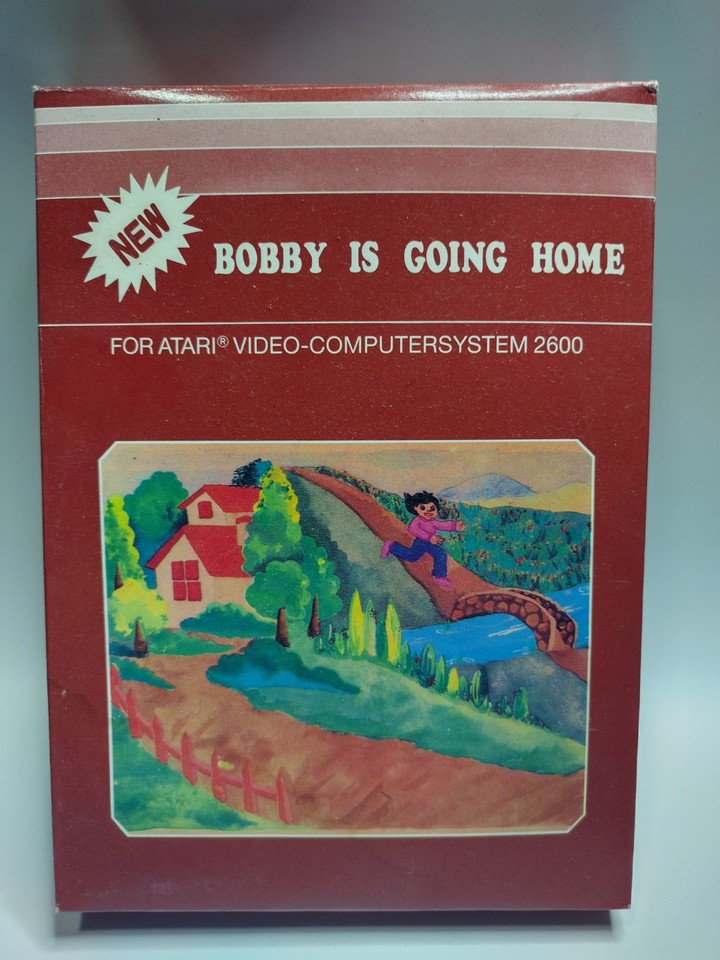 NEW
BOBBY IS GOING HOME
FOR ATARI® VIDEO-COMPUTERSYSTEM 2600